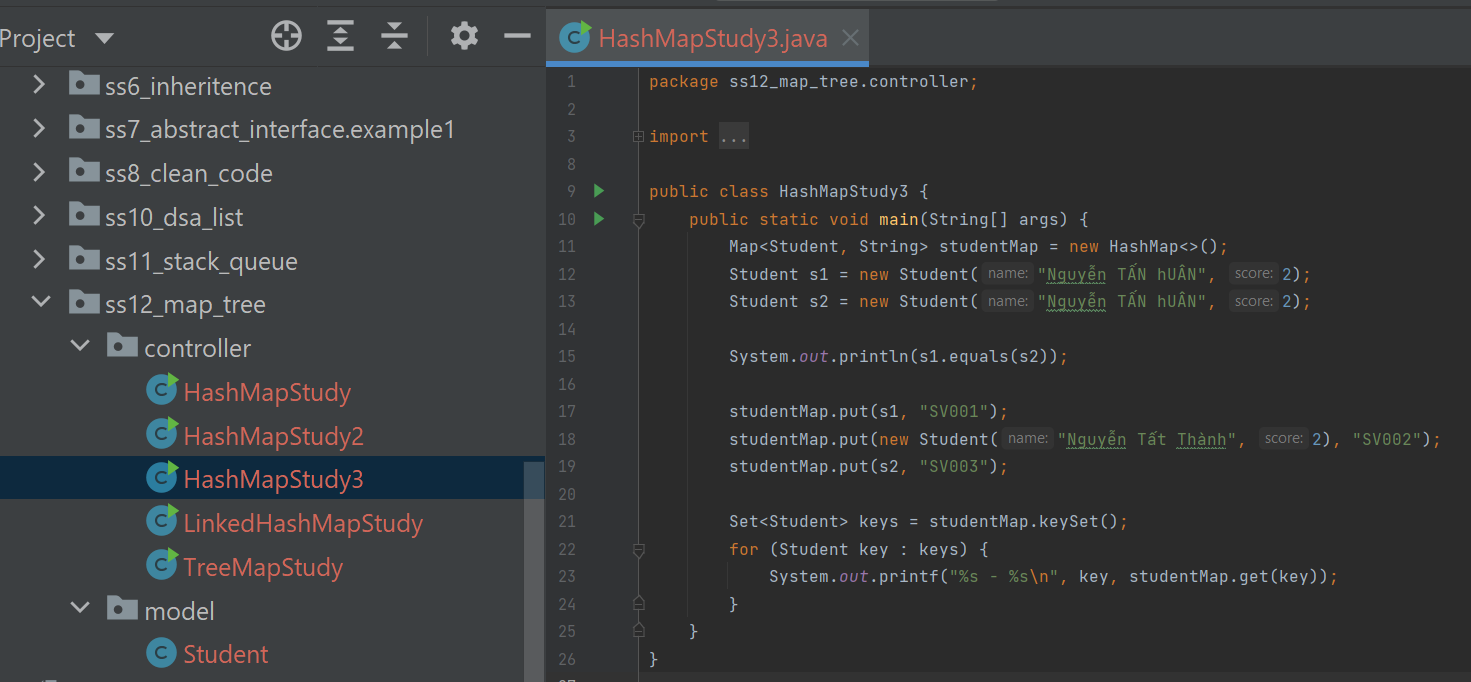 Project
ss6_inheritence
ss7_abstract_interface.example1
ss8_clean_code
ss10_dsa_list
ss11_stack_queue
ss12_map_tree
controller
HashMapStudy
HashMapStudy2
HashMapStudy3
LinkedHashMapStudy
TreeMapStudy
model
Student
HashMapStudy3.java
1 package ss12_map_tree.controller;
2
3 import ...
8
9 public class HashMapStudy3 {
10 public static void main(String[] args) {
11 Map<Student, String> studentMap = new HashMap<>();
12 Student s1 = new Student( name: "Nguyễn TẤN hUÂN", score: 2);
13 Student s2 = new Student( name: "Nguyễn TẤN hUÂN", score: 2);
14
15 System.out.println(s1.equals(s2));
16
17 studentMap.put(s1, "SV001");
18 studentMap.put(new Student( name: "Nguyễn Tất Thành", score: 2), "SV002");
19 studentMap.put(s2, "SV003");
20
21 Set<Student> keys = studentMap.keySet();
22 for (Student key : keys) {
23 System.out.printf("%s - %s\n", key, studentMap.get(key));
24 }
25 }
26 }